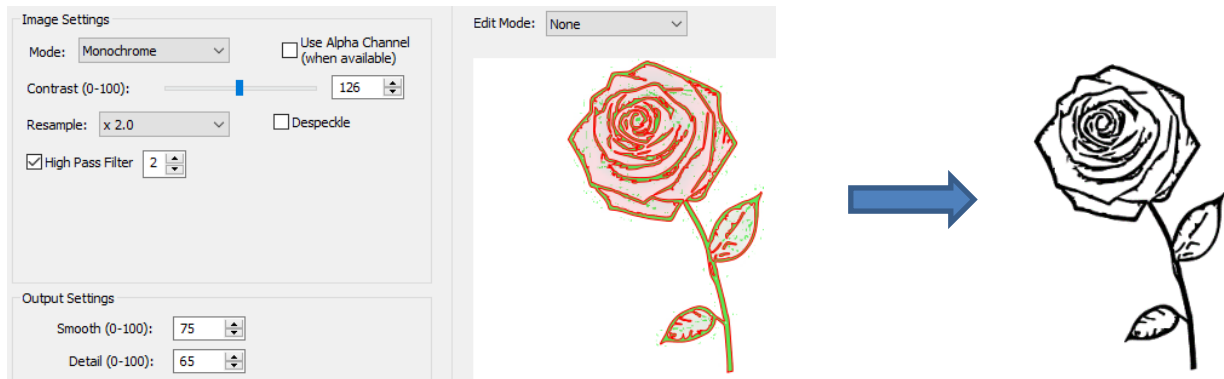 Image Settings
Mode: Monochrome
Use Alpha Channel
(when available)
Contrast (0-100): 126
Resample: x 2.0
Despeckle
High Pass Filter 2
Output Settings
Smooth (0-100): 75
Detail (0-100): 65
Edit Mode: None